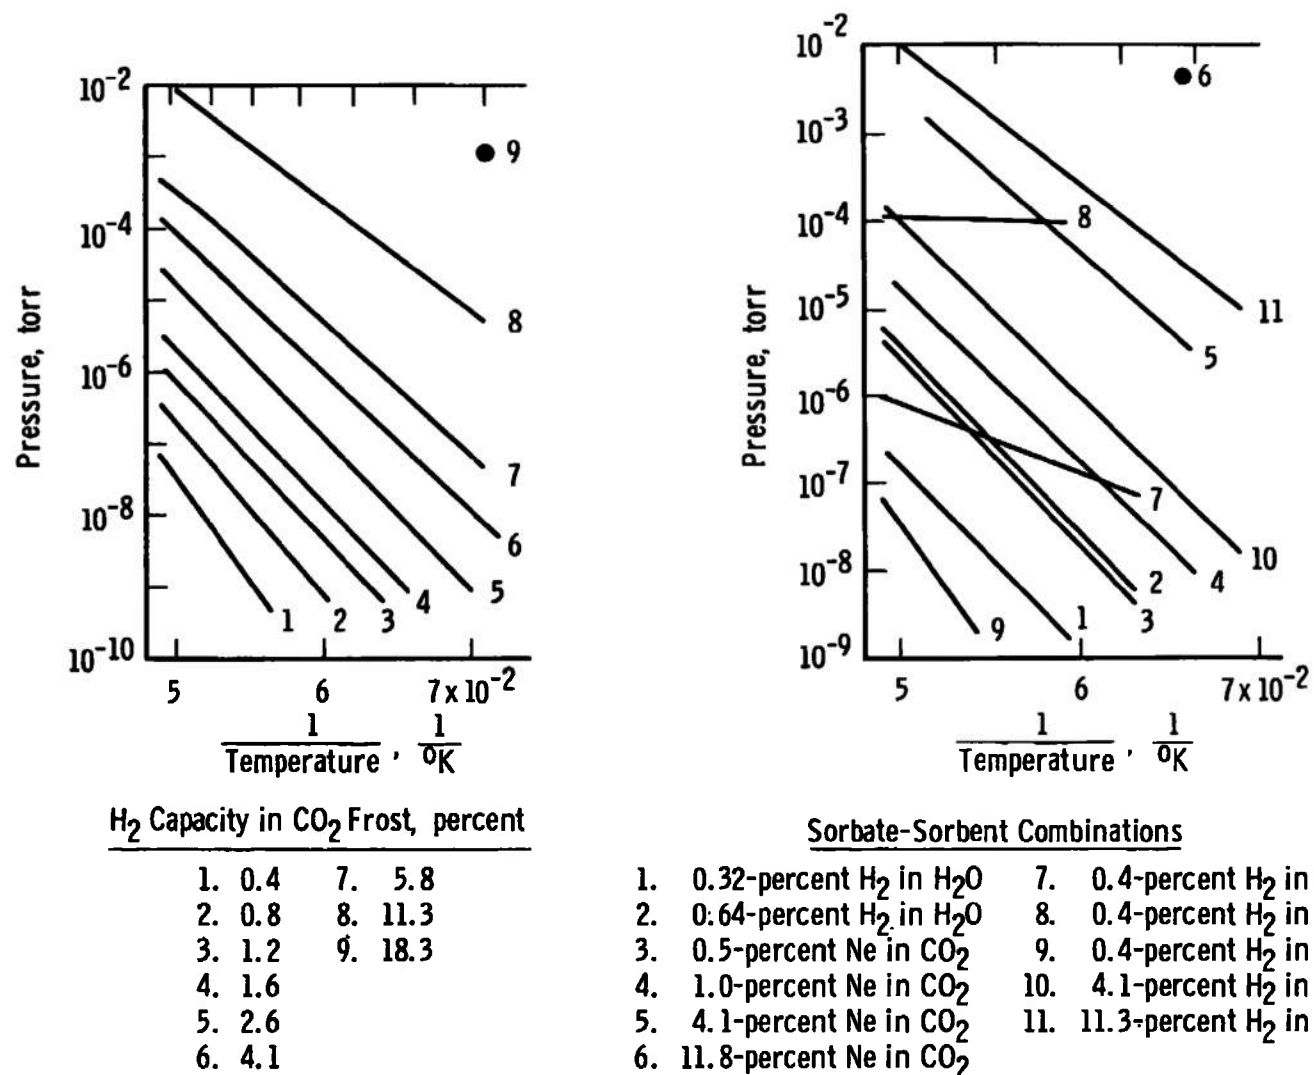 10-2
10-4
10-6
10-8
10-10
Pressure, torr
9
8
7
6
5
4
3
2
1
5 6 7 x 10-2
1 1
Temperature , oK
H2 Capacity in CO2 Frost, percent
1. 0.4 7. 5.8
2. 0.8 8. 11.3
3. 1.2 9. 18.3
4. 1.6
5. 2.6
6. 4.1
10-2
10-3
10-4
10-5
10-6
10-7
10-8
10-9
Pressure, torr
6
8
11
5
7
10
4
2
3
1
9
5 6 7 x 10-2
1 1
Temperature , oK
Sorbate-Sorbent Combinations
1. 0.32-percent H2 in H2O 7. 0.4-percent H2 in
2. 0.64-percent H2 in H2O 8. 0.4-percent H2 in
3. 0.5-percent Ne in CO2 9. 0.4-percent H2 in
4. 1.0-percent Ne in CO2 10. 4.1-percent H2 in
5. 4.1-percent Ne in CO2 11. 11.3-percent H2 in
6. 11.8-percent Ne in CO2